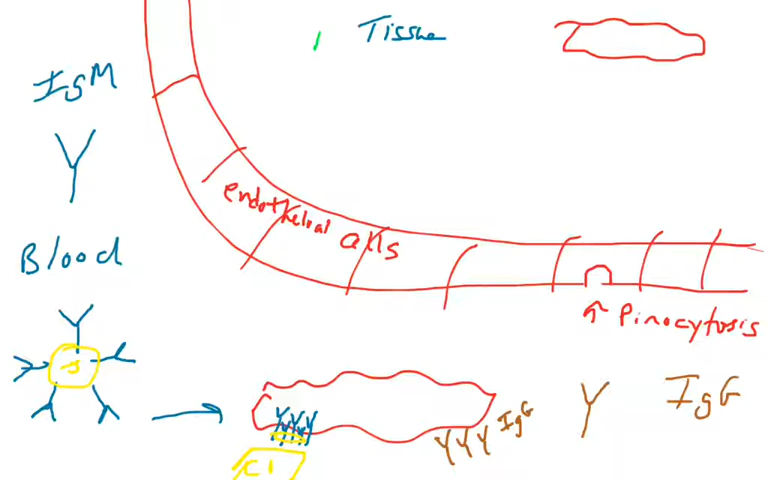 Tissue
IgM
endothelial cells
Blood
Pinocytosis
J
IgG
IgG
C1